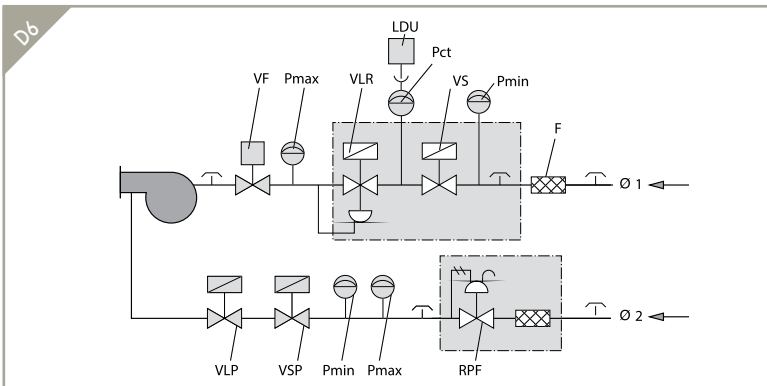 D6
LDU
Pct
VF Pmax VLR VS Pmin
F
Ø 1
Ø 2
VLP VSP Pmin Pmax RPF